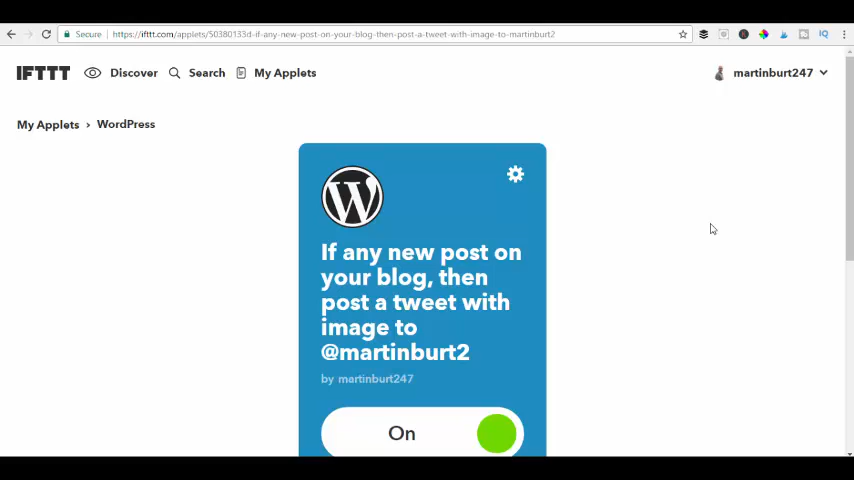 Secure https://ifttt.com/applets/50380133d-if-any-new-post-on-your-blog-then-post-a-tweet-with-image-to-martinburt2
IFTTT Discover Search My Applets martinburt247
My Applets › WordPress
W
If any new post on
your blog, then
post a tweet with
image to
@martinburt2
by martinburt247
On